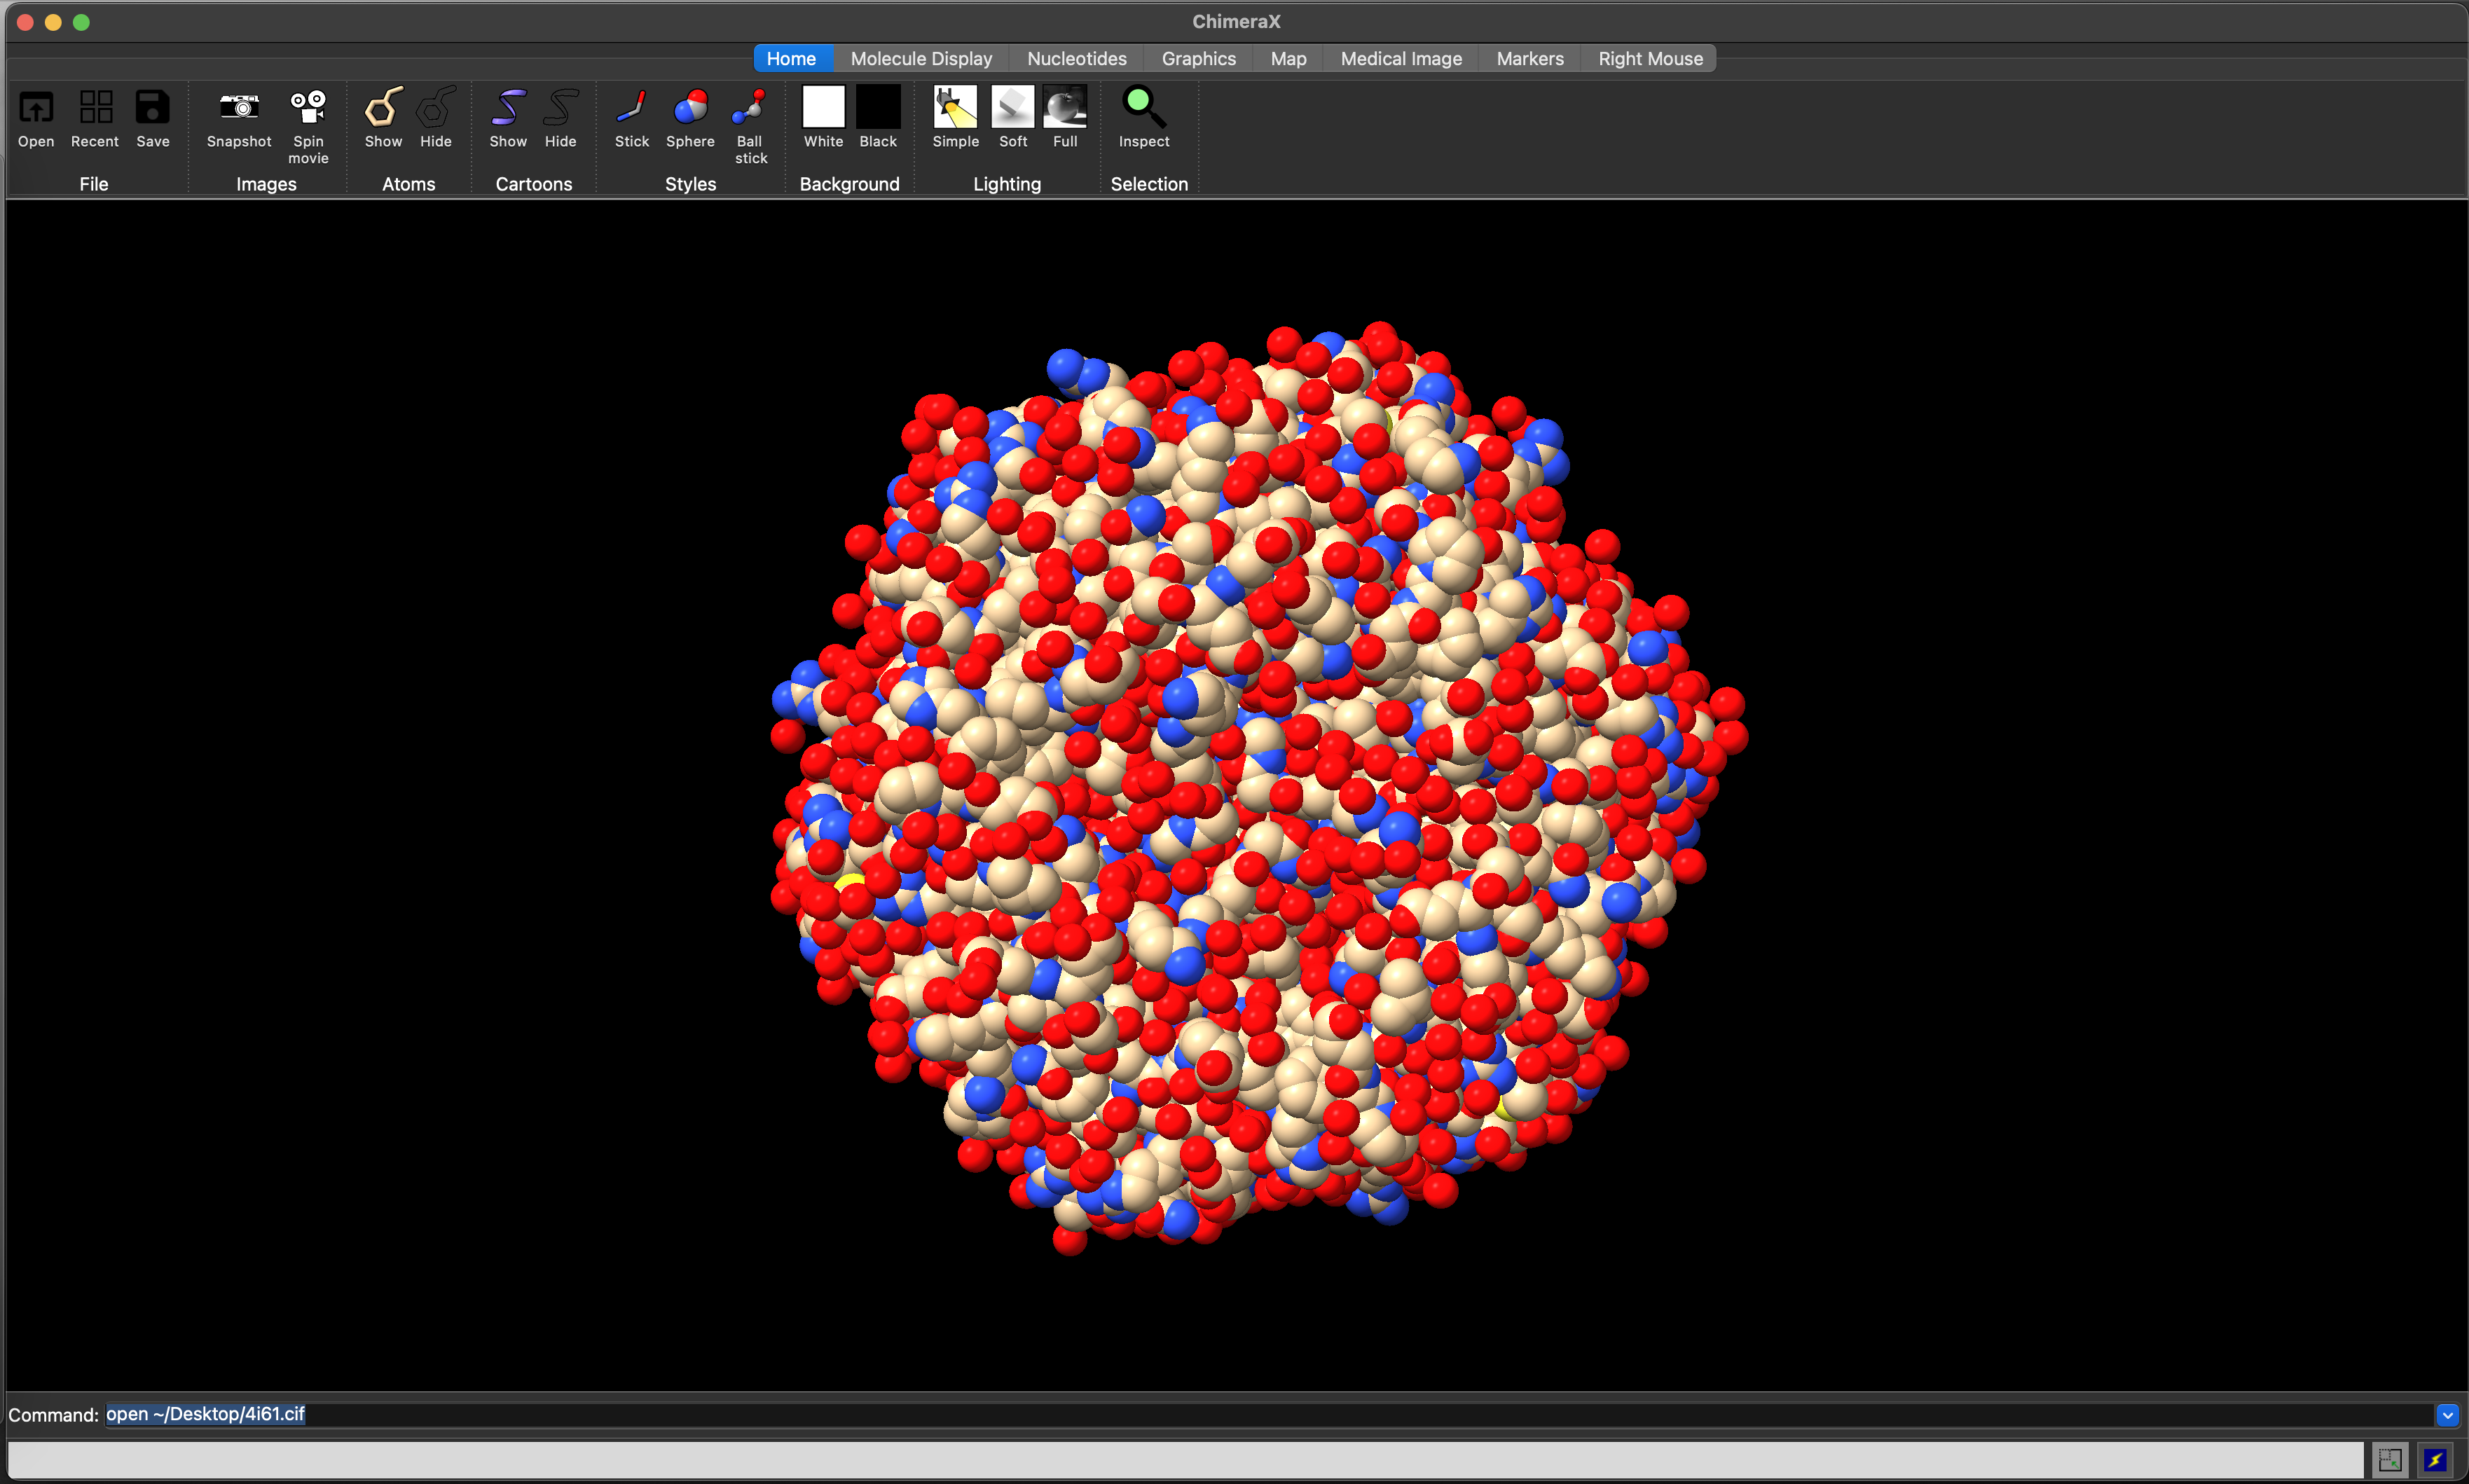 ChimeraX
Home Molecule Display Nucleotides Graphics Map Medical Image Markers Right Mouse
Open Recent Save Snapshot Spin movie Show Hide Show Hide Stick Sphere Ball stick White Black Simple Soft Full Inspect
File Images Atoms Cartoons Styles Background Lighting Selection
Command: open ~/Desktop/4i61.cif